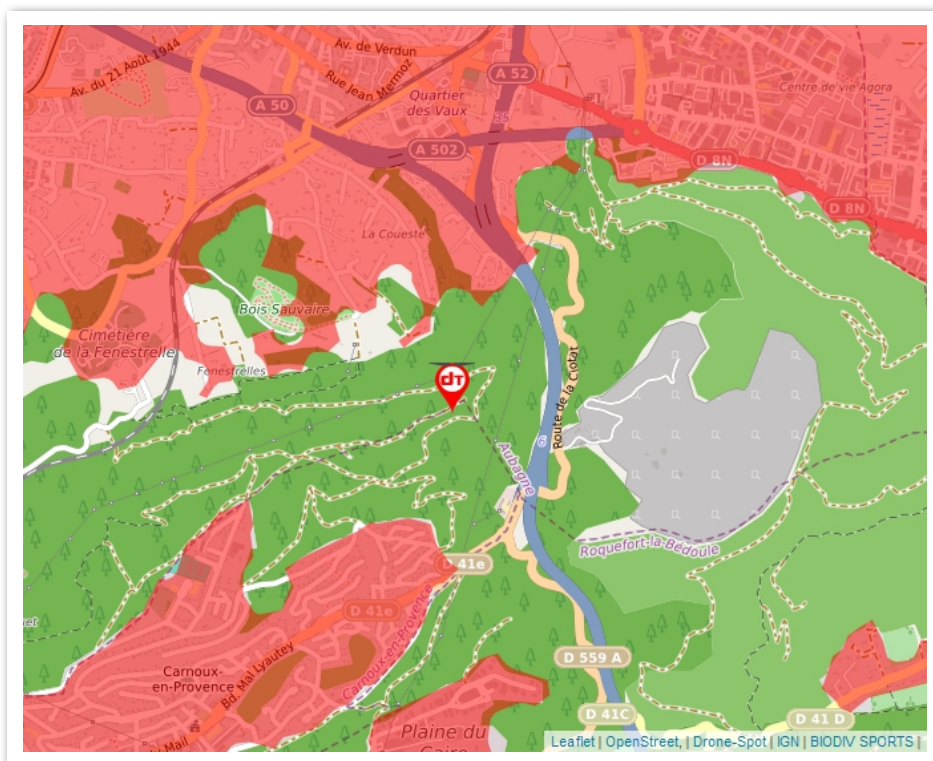 Av. du 21 Août 1944
Av. de Verdun
Rue Jean Mermoz
A 50
A 52
Quartier
des Vaux
35
A 502
Centre de vie Agora
D 8N
D 8N
La Coueste
Bois Sauvaire
Cimetière
de la Fenestrelle
Fenestrelles
dT
Route de la Ciotat
Aubagne
Roquefort-la-Bédoule
D 41e
D 41e
Carnoux-en-Provence
Carnoux-
en-Provence
Bd. Mal Lyautey
Mail
D 559 A
D 41C
D 41 D
Plaine du
Caire
Leaflet | OpenStreet, | Drone-Spot | IGN | BIODIV SPORTS |